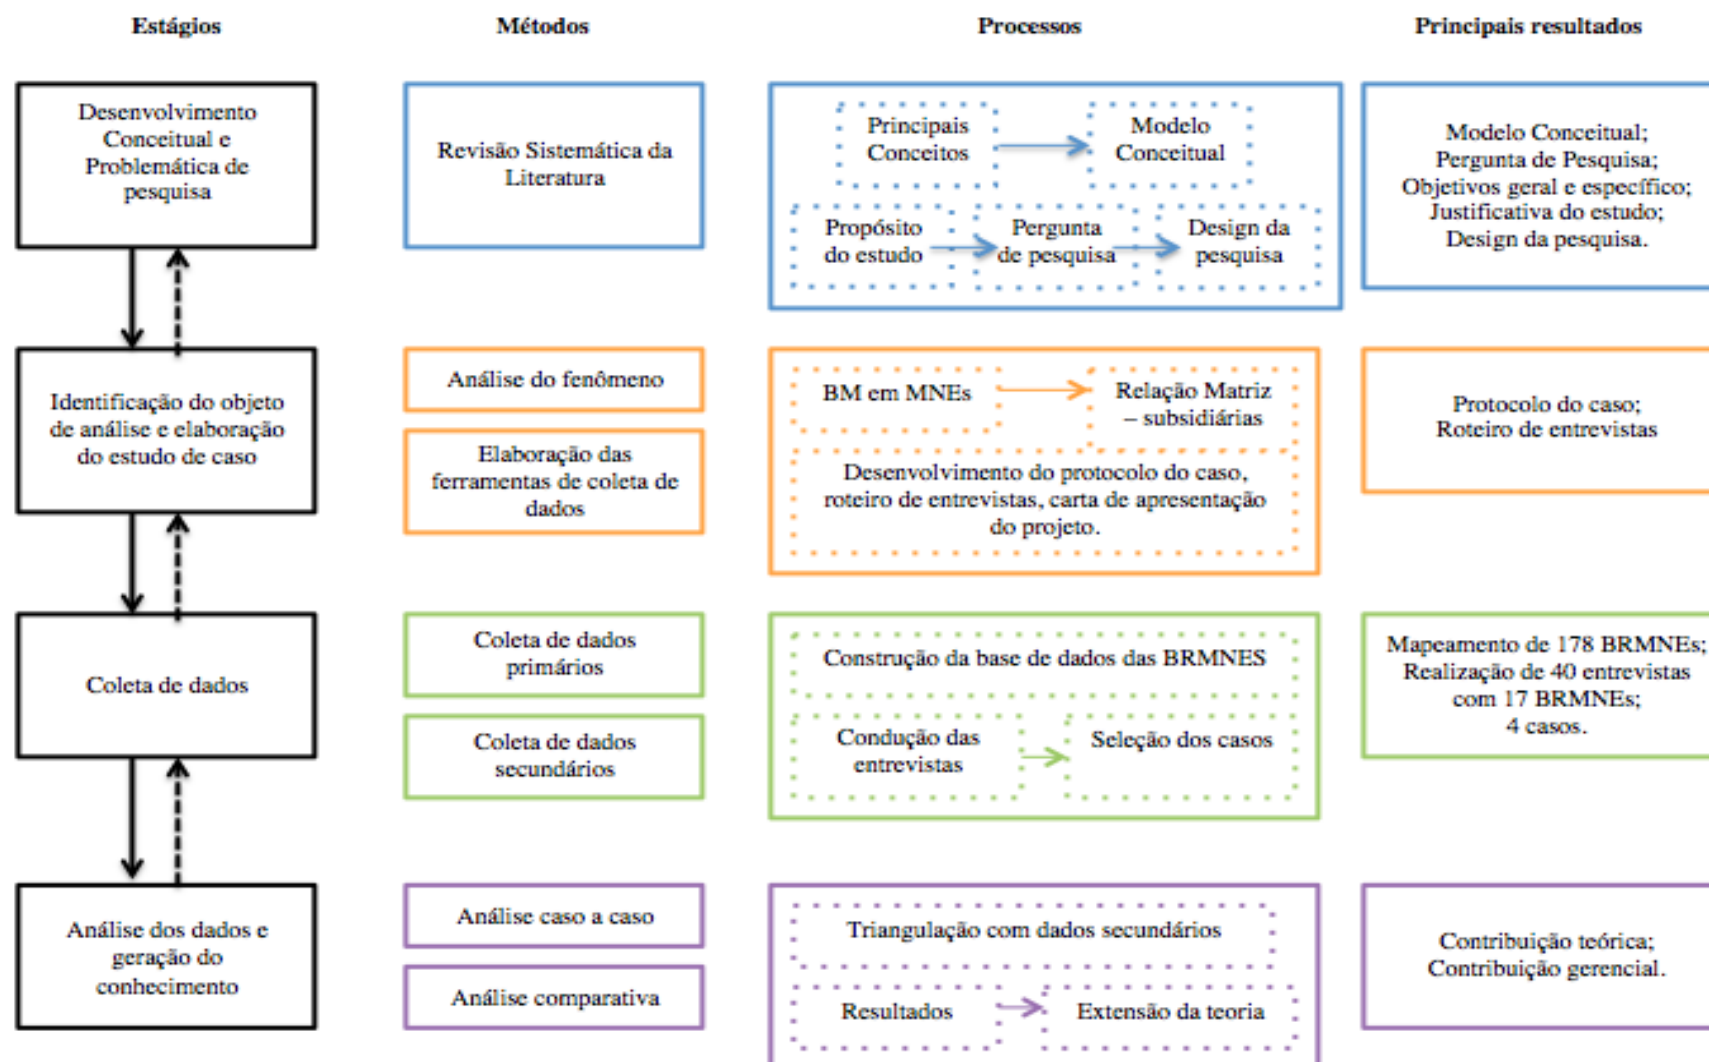 Estágios
Métodos
Processos
Principais resultados
Desenvolvimento
Conceitual e
Problemática de
pesquisa
Revisão Sistemática da
Literatura
Principais
Conceitos
Modelo
Conceitual
Propósito
do estudo
Pergunta
de pesquisa
Design da
pesquisa
Modelo Conceitual;
Pergunta de Pesquisa;
Objetivos geral e específico;
Justificativa do estudo;
Design da pesquisa.
Identificação do objeto
de análise e elaboração
do estudo de caso
Análise do fenômeno
Elaboração das
ferramentas de coleta de
dados
BM em MNEs
Relação Matriz
– subsidiárias
Desenvolvimento do protocolo do caso,
roteiro de entrevistas, carta de apresentação
do projeto.
Protocolo do caso;
Roteiro de entrevistas
Coleta de dados
Coleta de dados
primários
Coleta de dados
secundários
Construção da base de dados das BRMNES
Condução das
entrevistas
Seleção dos casos
Mapeamento de 178 BRMNEs;
Realização de 40 entrevistas
com 17 BRMNEs;
4 casos.
Análise dos dados e
geração do
conhecimento
Análise caso a caso
Análise comparativa
Triangulação com dados secundários
Resultados
Extensão da teoria
Contribuição teórica;
Contribuição gerencial.